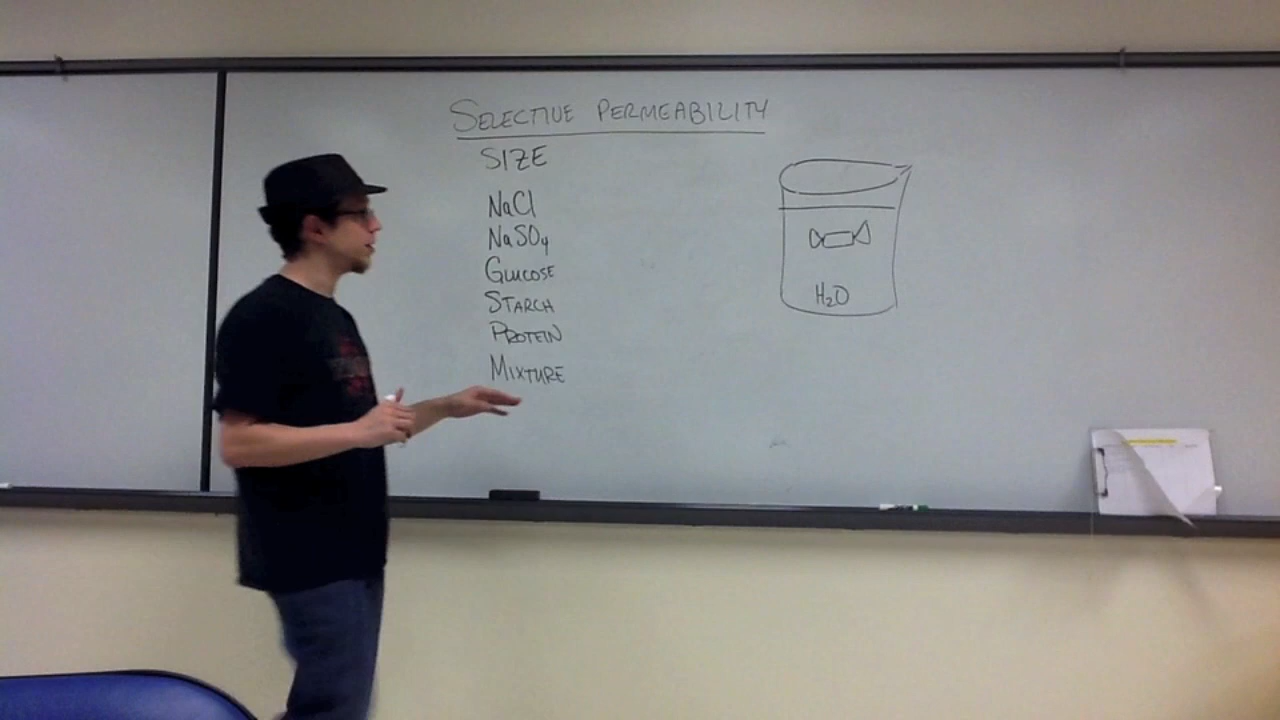 SELECTIVE PERMEABILITY
SIZE
NaCl
NaSO4
GLUCOSE
STARCH
PROTEIN
MIXTURE
H2O